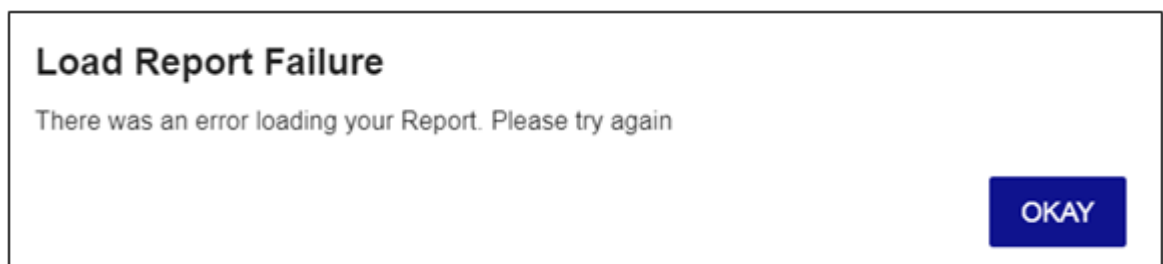 Load Report Failure
There was an error loading your Report. Please try again
OKAY